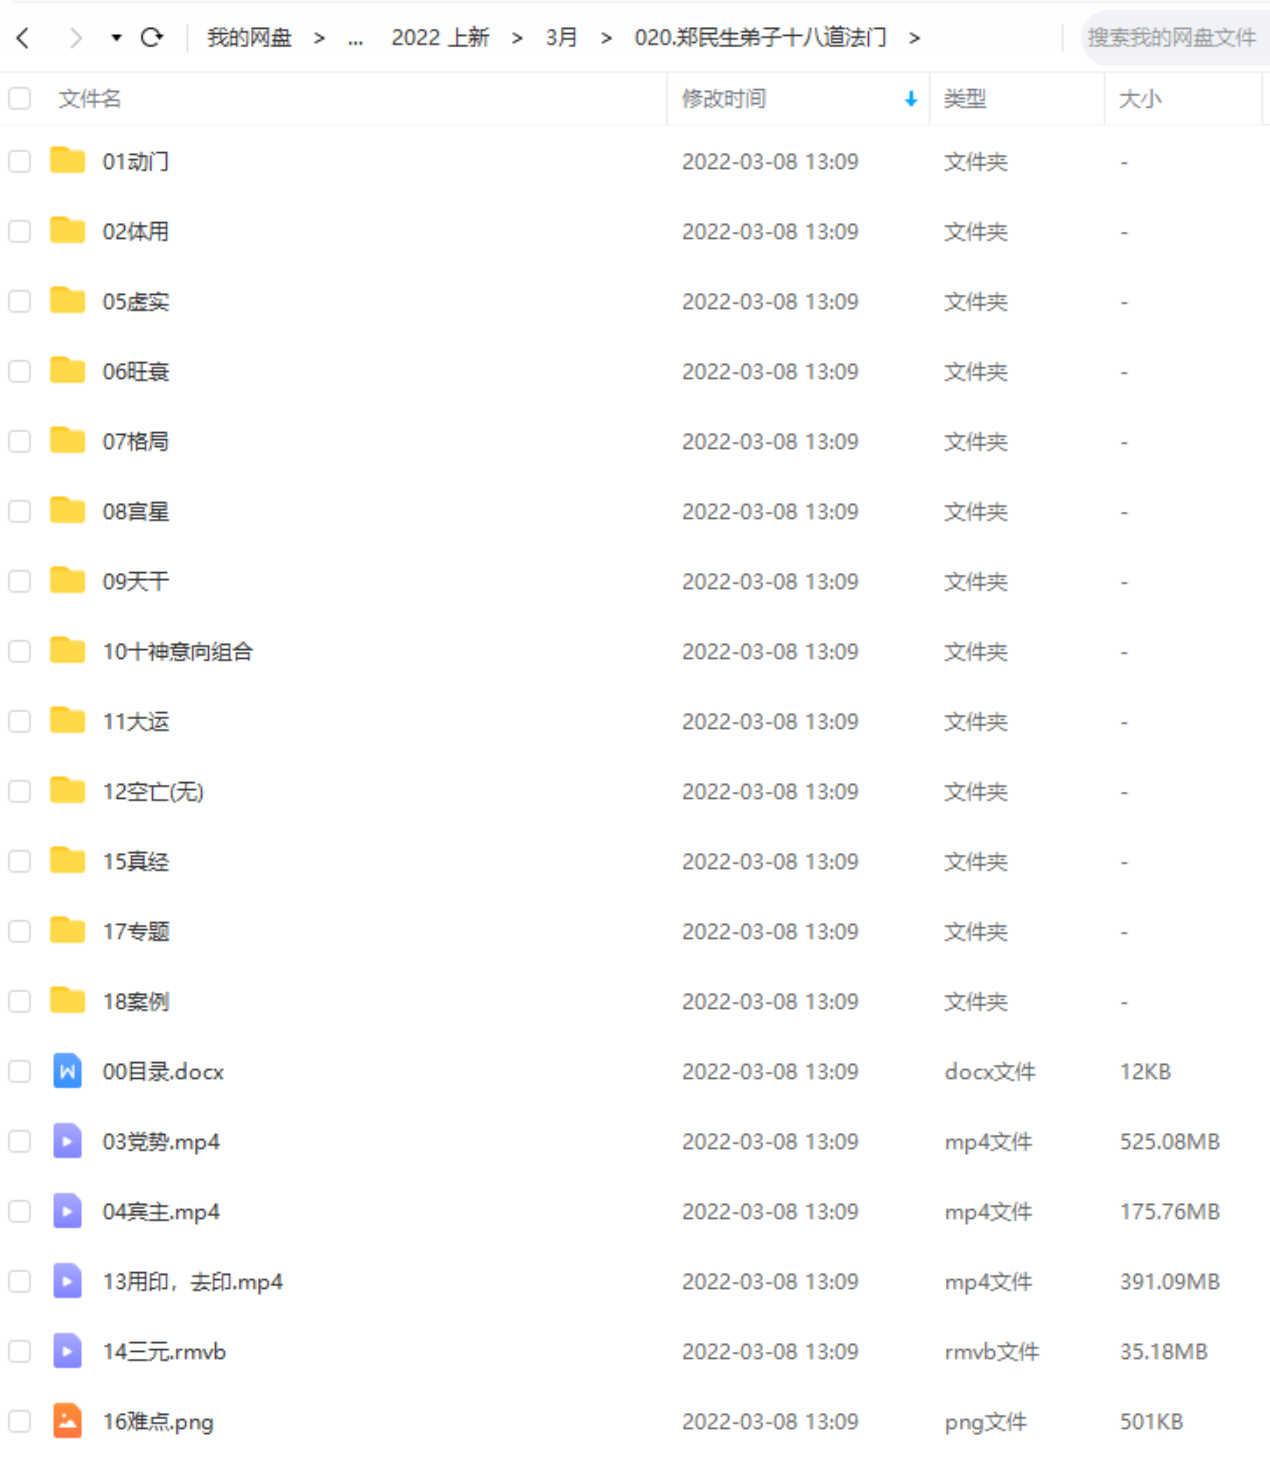 我的网盘 > ... 2022 上新 > 3月 > 020.郑民生弟子十八道法门 > 搜索我的网盘文件
文件名 修改时间 类型 大小
01动门 2022-03-08 13:09 文件夹 -
02体用 2022-03-08 13:09 文件夹 -
05虚实 2022-03-08 13:09 文件夹 -
06旺衰 2022-03-08 13:09 文件夹 -
07格局 2022-03-08 13:09 文件夹 -
08宫星 2022-03-08 13:09 文件夹 -
09天干 2022-03-08 13:09 文件夹 -
10十神意向组合 2022-03-08 13:09 文件夹 -
11大运 2022-03-08 13:09 文件夹 -
12空亡(无) 2022-03-08 13:09 文件夹 -
15真经 2022-03-08 13:09 文件夹 -
17专题 2022-03-08 13:09 文件夹 -
18案例 2022-03-08 13:09 文件夹 -
00目录.docx 2022-03-08 13:09 docx文件 12KB
03党势.mp4 2022-03-08 13:09 mp4文件 525.08MB
04宾主.mp4 2022-03-08 13:09 mp4文件 175.76MB
13用印，去印.mp4 2022-03-08 13:09 mp4文件 391.09MB
14三元.rmvb 2022-03-08 13:09 rmvb文件 35.18MB
16难点.png 2022-03-08 13:09 png文件 501KB